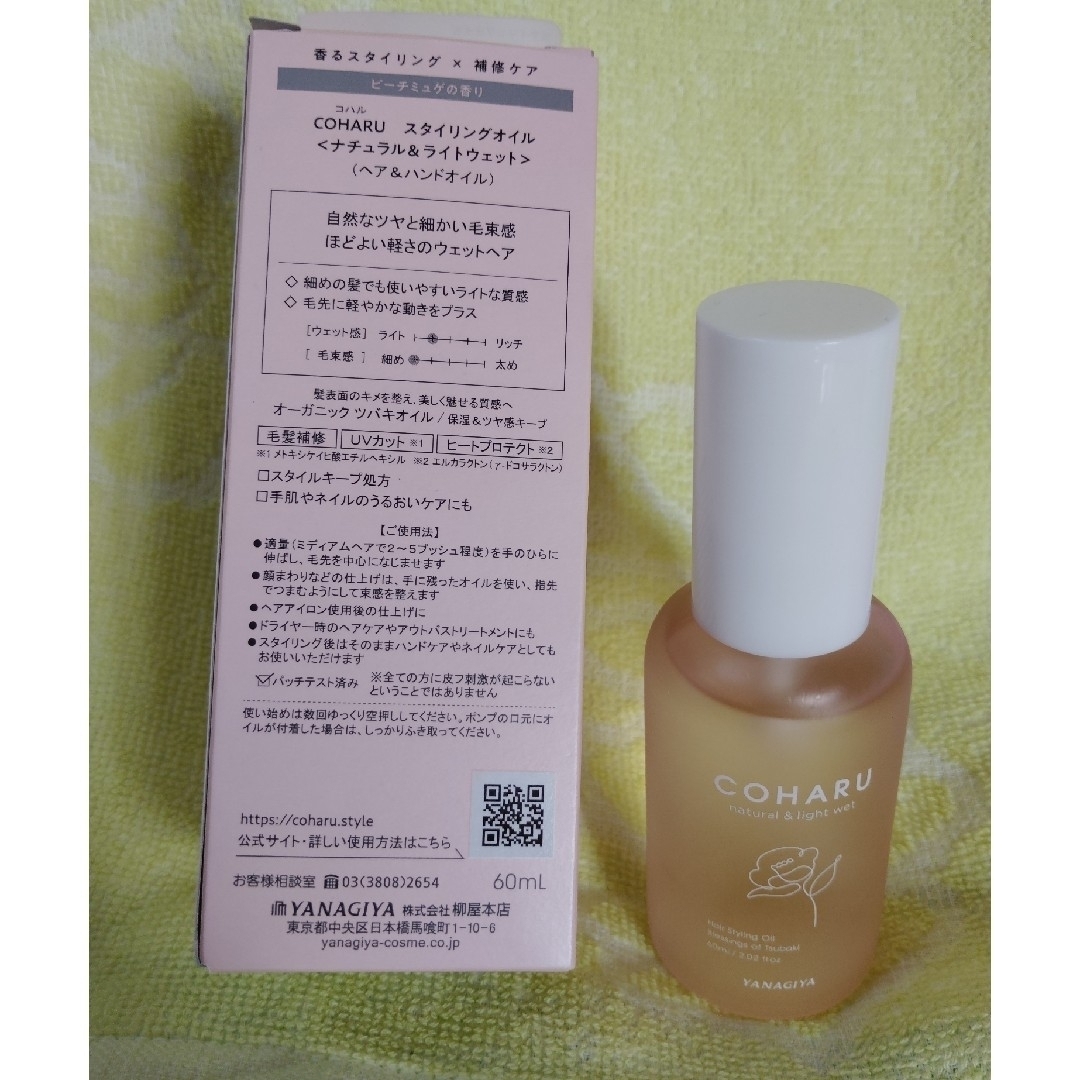 香るスタイリング × 補修ケア
ピーチミュゲの香り
コハル
COHARU スタイリングオイル
<ナチュラル&ライトウェット>
(ヘア&ハンドオイル)
自然なツヤと細かい毛束感
ほどよい軽さのウェットヘア
◇ 細めの髪でも使いやすいライトな質感
◇ 毛先に軽やかな動きをプラス
[ウェット感] ライト リッチ
[ 毛束感 ] 細め 太め
髪表面のキメを整え、美しく魅せる質感へ
オーガニック ツバキオイル / 保湿&ツヤ感キープ
毛髪補修 UVカット ※1 ヒートプロテクト ※2
※1 メトキシケイヒ酸エチルヘキシル ※2 エルカラクトン(γ-ドコサラクトン)
□スタイルキープ処方
□手肌やネイルのうるおいケアにも
【ご使用法】
●適量(ミディアムヘアで2～5プッシュ程度)を手のひらに
伸ばし、毛先を中心になじませます
●顔まわりなどの仕上げは、手に残ったオイルを使い、指先
でつまむようにして束感を整えます
●ヘアアイロン使用後の仕上げに
●ドライヤー時のヘアケアやアウトバストリートメントにも
●スタイリング後はそのままハンドケアやネイルケアとしても
お使いいただけます
☑パッチテスト済み ※全ての方に皮フ刺激が起こらない
ということではありません
使い始めは数回ゆっくり空押ししてください。ポンプの口元にオ
イルが付着した場合は、しっかりふき取ってください。
https://coharu.style
公式サイト・詳しい使用方法はこちら
お客様相談室 ☎ 03(3808)2654 60mL
YANAGIYA 株式会社柳屋本店
東京都中央区日本橋馬喰町1-10-6
yanagiya-cosme.co.jp
COHARU
natural & light wet
Hair Styling Oil
Blessings of Tsubaki
60mL / 2.02 fl oz
YANAGIYA